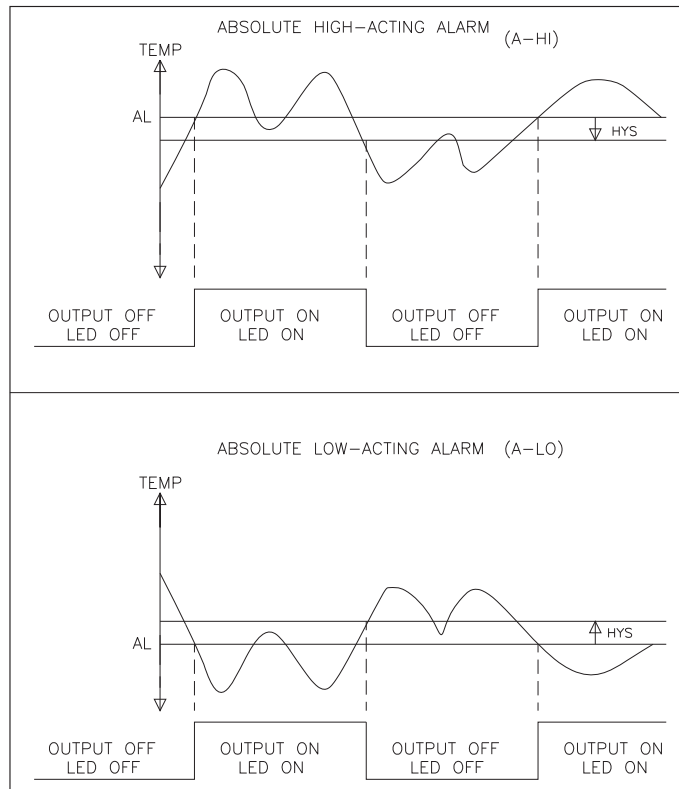 ABSOLUTE HIGH–ACTING ALARM (A–HI)
TEMP
AL
HYS
OUTPUT OFF OUTPUT ON OUTPUT OFF OUTPUT ON
LED OFF LED ON LED OFF LED ON
ABSOLUTE LOW–ACTING ALARM (A–LO)
TEMP
HYS
AL
OUTPUT OFF OUTPUT ON OUTPUT OFF OUTPUT ON
LED OFF LED ON LED OFF LED ON